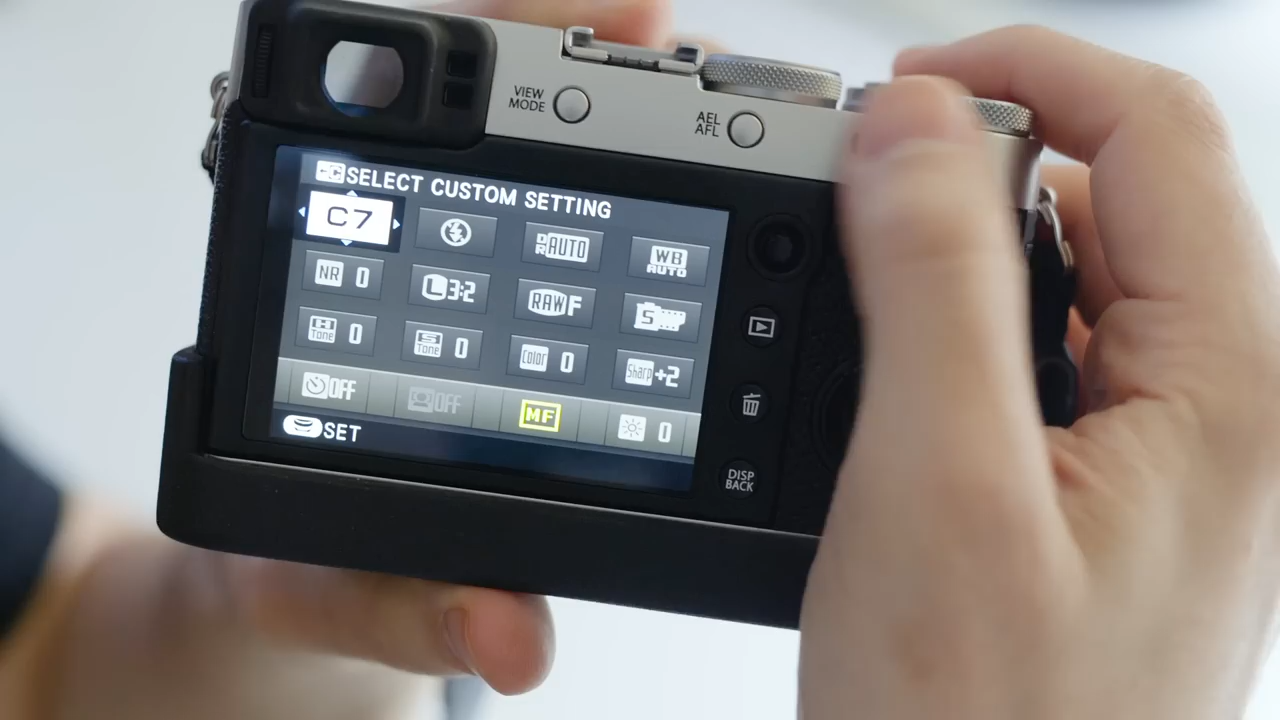 VIEW
MODE
AEL
AFL
SELECT CUSTOM SETTING
C7
DR AUTO
WB
AUTO
NR 0
L 3:2
RAW F
S
H
Tone 0
S
Tone 0
Color 0
Sharp +2
OFF
OFF
MF
0
SET
DISP
BACK